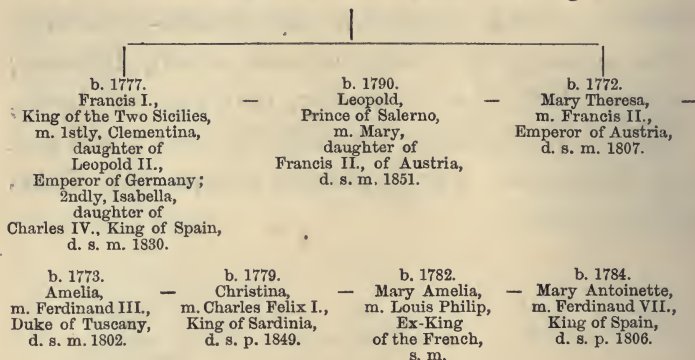 b. 1777.
Francis I.,
King of the Two Sicilies,
m. 1stly, Clementina,
daughter of
Leopold II.,
Emperor of Germany;
2ndly, Isabella,
daughter of
Charles IV., King of Spain,
d. s. m. 1830.
—
b. 1790.
Leopold,
Prince of Salerno,
m. Mary,
daughter of
Francis II., of Austria,
d. s. m. 1851.
—
b. 1772.
Mary Theresa,
m. Francis II.,
Emperor of Austria,
d. s. m. 1807.
—
b. 1773.
Amelia,
m. Ferdinand III.,
Duke of Tuscany,
d. s. m. 1802.
—
b. 1779.
Christina,
m. Charles Felix I.,
King of Sardinia,
d. s. p. 1849.
—
b. 1782.
Mary Amelia,
m. Louis Philip,
Ex-King
of the French,
s. m.
—
b. 1784.
Mary Antoinette,
m. Ferdinaud VII.,
King of Spain,
d. s. p. 1806.